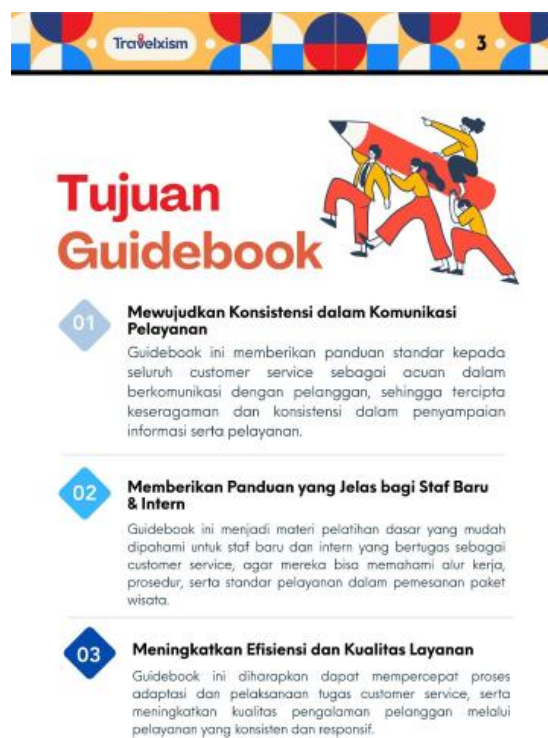 Travelxism
3
Tujuan
Guidebook
01
Mewujudkan Konsistensi dalam Komunikasi
Pelayanan
Guidebook ini memberikan panduan standar kepada
seluruh customer service sebagai acuan dalam
berkomunikasi dengan pelanggan, sehingga tercipta
keseragaman dan konsistensi dalam penyampaian
informasi serta pelayanan.
02
Memberikan Panduan yang Jelas bagi Staf Baru
& Intern
Guidebook ini menjadi materi pelatihan dasar yang mudah
dipahami untuk staf baru dan intern yang bertugas sebagai
customer service, agar mereka bisa memahami alur kerja,
prosedur, serta standar pelayanan dalam pemesanan paket
wisata.
03
Meningkatkan Efisiensi dan Kualitas Layanan
Guidebook ini diharapkan dapat mempercepat proses
adaptasi dan pelaksanaan tugas customer service, serta
meningkatkan kualitas pengalaman pelanggan melalui
pelayanan yang konsisten dan responsif.